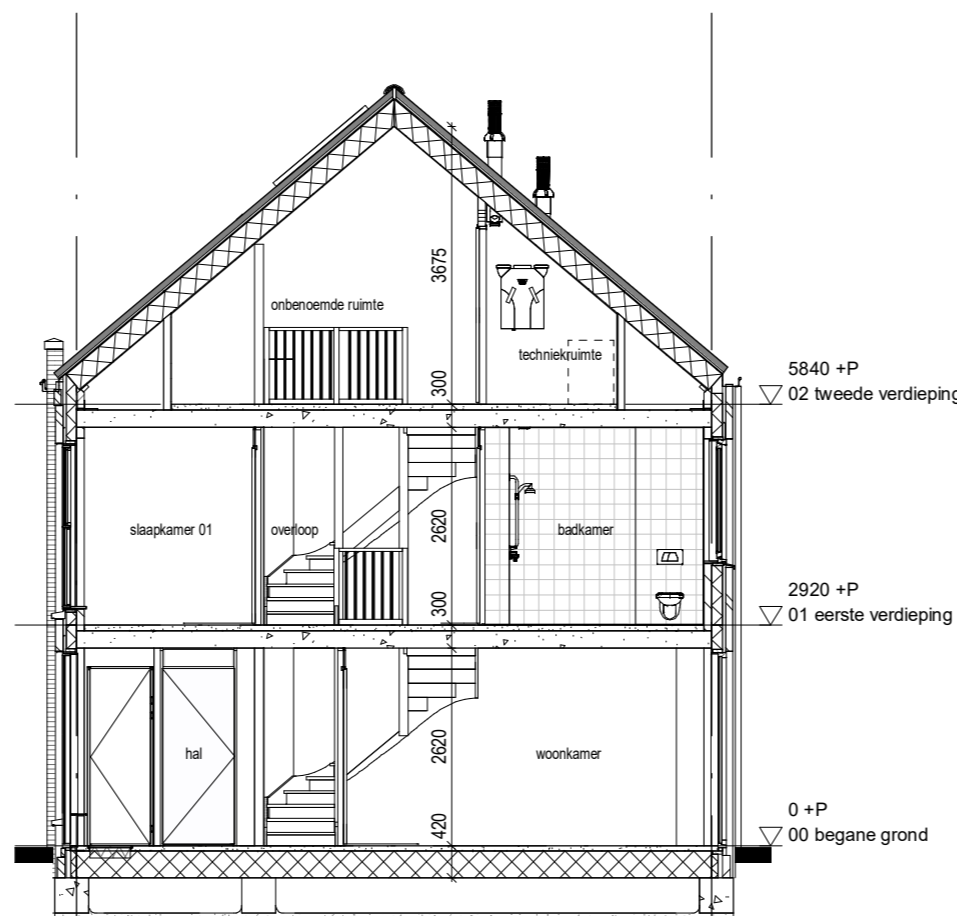 3675
onbenoemde ruimte
techniekruimte
5840 +P
300
02 tweede verdieping
slaapkamer 01
overloop
2620
badkamer
2920 +P
300
01 eerste verdieping
hal
2620
woonkamer
0 +P
420
00 begane grond